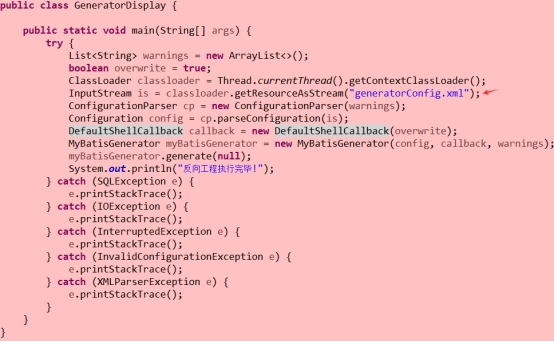 public class GeneratorDisplay {
public static void main(String[] args) {
try {
List<String> warnings = new ArrayList<>();
boolean overwrite = true;
ClassLoader classloader = Thread.currentThread().getContextClassLoader();
InputStream is = classloader.getResourceAsStream("generatorConfig.xml");
ConfigurationParser cp = new ConfigurationParser(warnings);
Configuration config = cp.parseConfiguration(is);
DefaultShellCallback callback = new DefaultShellCallback(overwrite);
MyBatisGenerator myBatisGenerator = new MyBatisGenerator(config, callback, warnings);
myBatisGenerator.generate(null);
System.out.println("反向工程执行完毕!");
} catch (SQLException e) {
e.printStackTrace();
} catch (IOException e) {
e.printStackTrace();
} catch (InterruptedException e) {
e.printStackTrace();
} catch (InvalidConfigurationException e) {
e.printStackTrace();
} catch (XMLParserException e) {
e.printStackTrace();
}
}
}